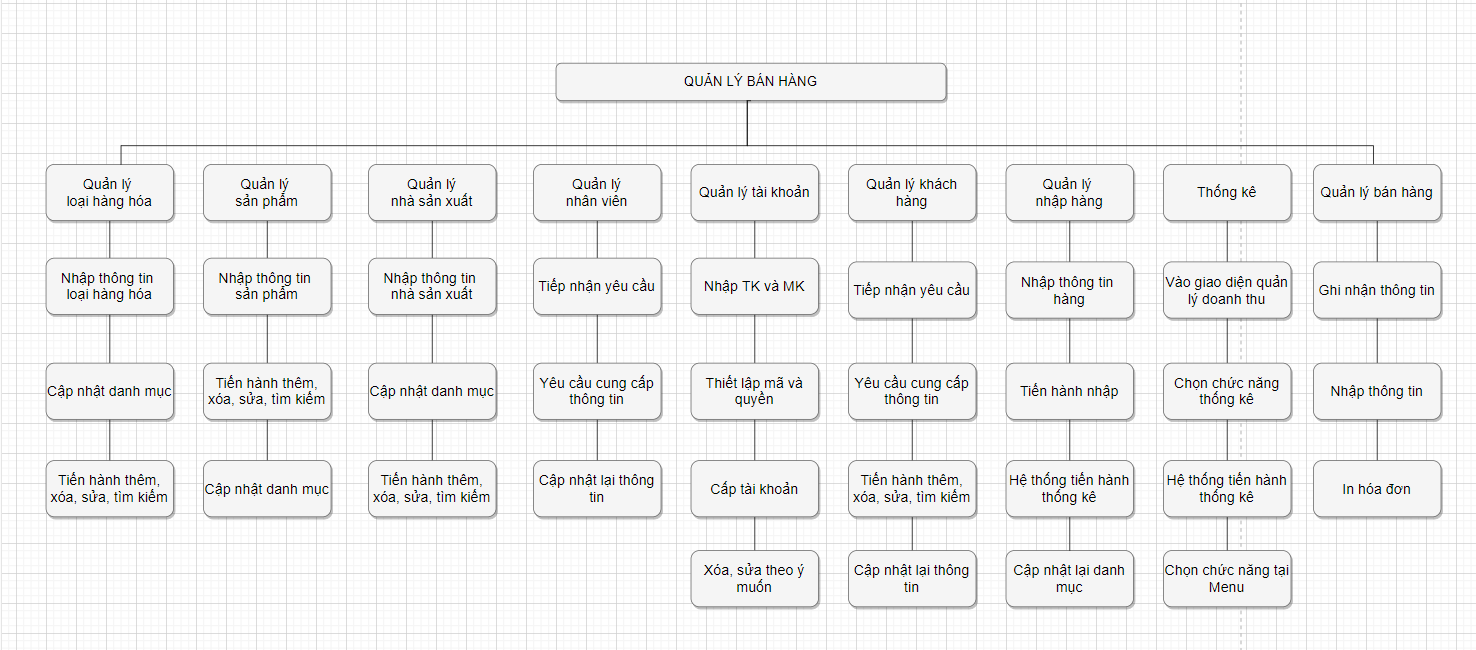 QUẢN LÝ BÁN HÀNG
Quản lý
loại hàng hóa
Quản lý
sản phẩm
Quản lý
nhà sản xuất
Quản lý
nhân viên
Quản lý tài khoản
Quản lý khách
hàng
Quản lý
nhập hàng
Thống kê
Quản lý bán hàng
Nhập thông tin
loại hàng hóa
Nhập thông tin
sản phẩm
Nhập thông tin
nhà sản xuất
Tiếp nhận yêu cầu
Nhập TK và MK
Tiếp nhận yêu cầu
Nhập thông tin
hàng
Vào giao diện quản
lý doanh thu
Ghi nhận thông tin
Cập nhật danh mục
Tiến hành thêm,
xóa, sửa, tìm kiếm
Cập nhật danh mục
Yêu cầu cung cấp
thông tin
Thiết lập mã và
quyền
Yêu cầu cung cấp
thông tin
Tiến hành nhập
Chọn chức năng
thống kê
Nhập thông tin
Tiến hành thêm,
xóa, sửa, tìm kiếm
Cập nhật danh mục
Tiến hành thêm,
xóa, sửa, tìm kiếm
Cập nhật lại thông
tin
Cấp tài khoản
Tiến hành thêm,
xóa, sửa, tìm kiếm
Hệ thống tiến hành
thống kê
Hệ thống tiến hành
thống kê
In hóa đơn
Xóa, sửa theo ý
muốn
Cập nhật lại thông
tin
Cập nhật lại danh
mục
Chọn chức năng tại
Menu